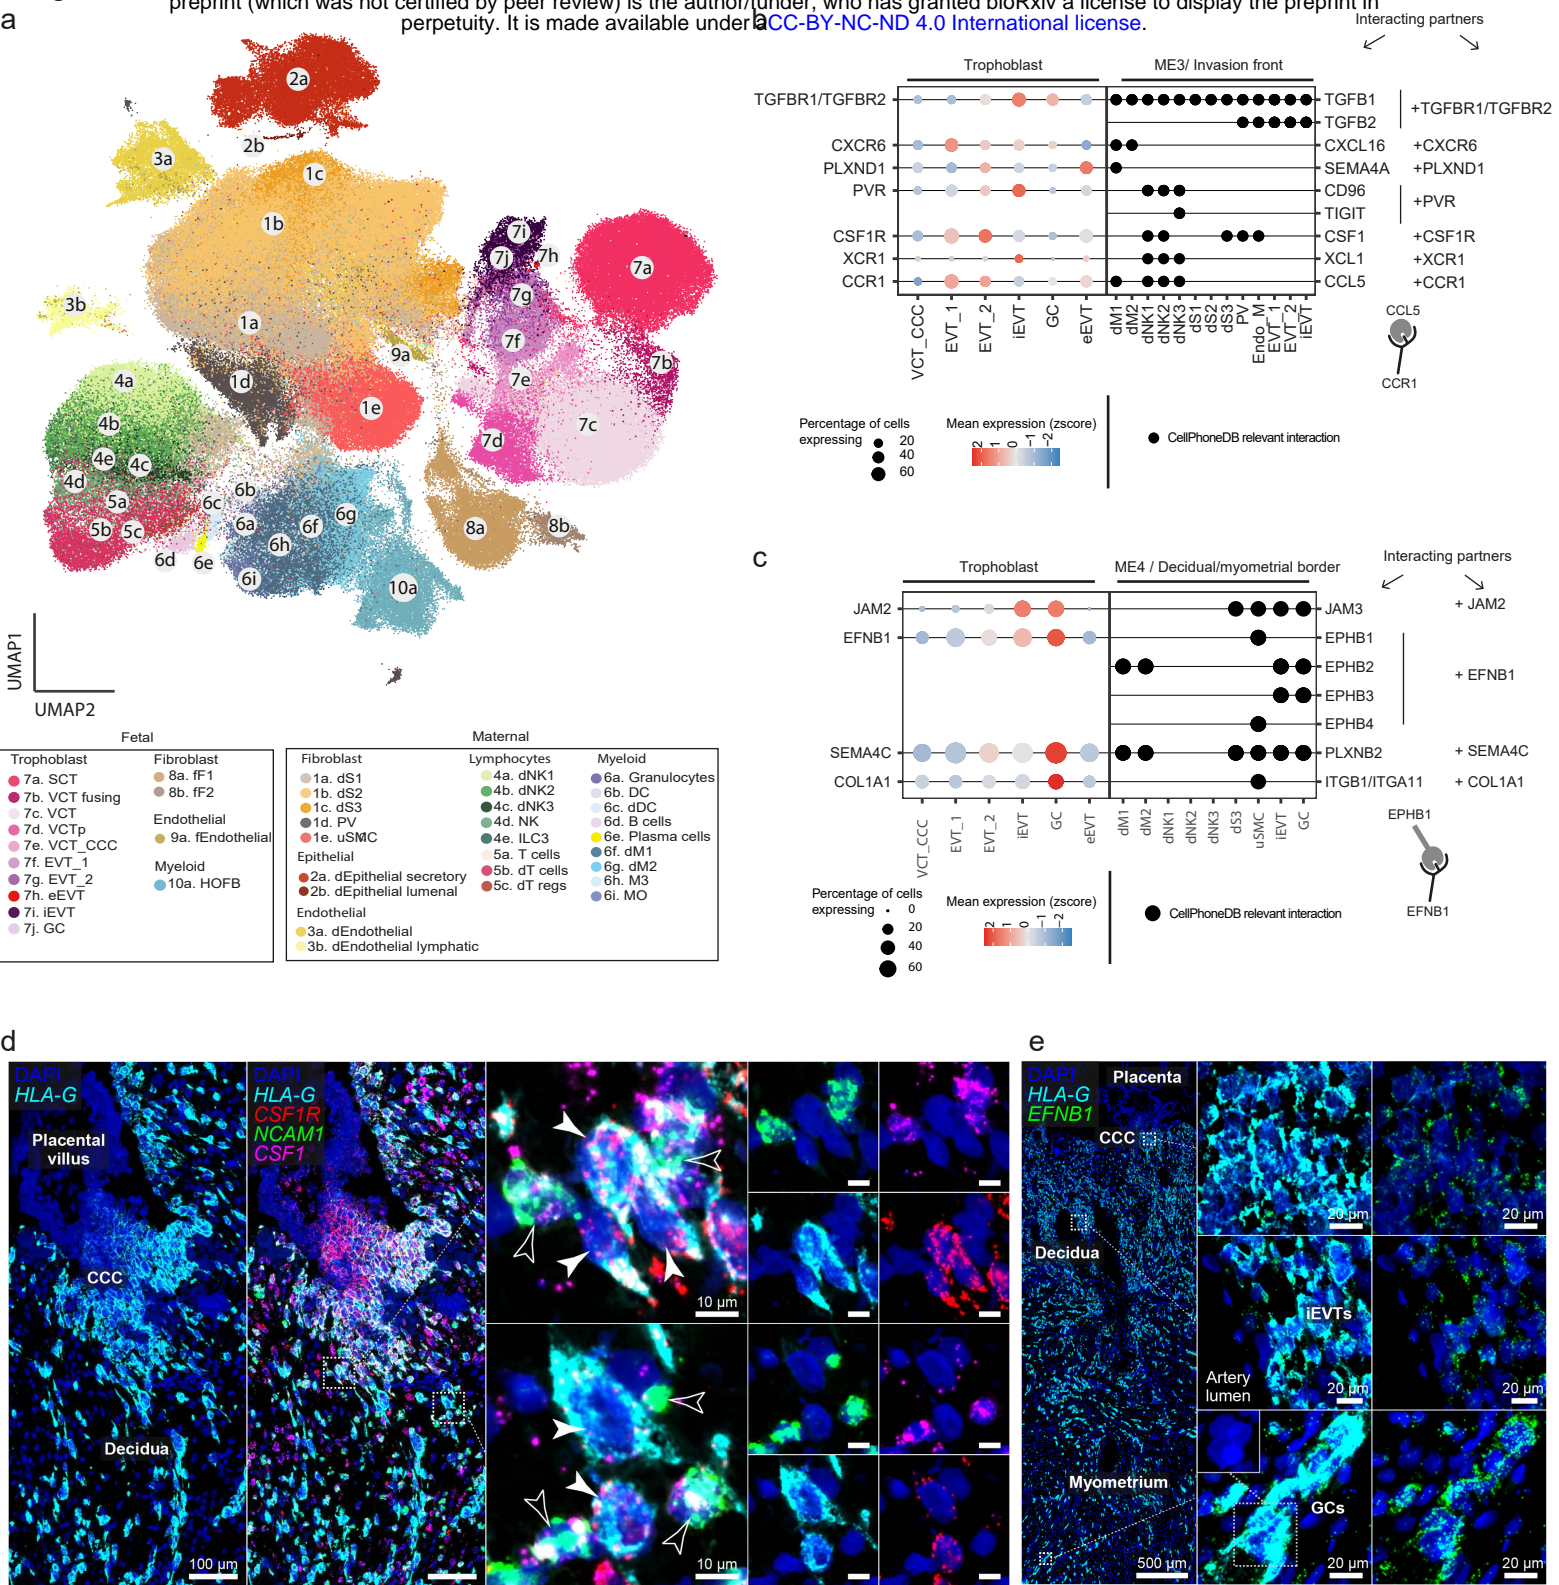 preprint (which was not certified by peer review) is the author/funder, who has granted bioRxiv a license to display the preprint in
perpetuity. It is made available under aCC-BY-NC-ND 4.0 International license.
a
2a
2b
3a
1c
1b
7i
7h
7j
7a
7g
3b
1a
7f
9a
7b
7e
4a
1d
1e
7c
4b
7d
4e
4c
4d
6b
5a
6c
6g
6a
6f
8a
8b
5b
5c
6h
6d
6e
6i
10a
UMAP1
UMAP2
Fetal
Trophoblast
7a. SCT
7b. VCT fusing
7c. VCT
7d. VCTp
7e. VCT_CCC
7f. EVT_1
7g. EVT_2
7h. eEVT
7i. iEVT
7j. GC
Fibroblast
8a. fF1
8b. fF2
Endothelial
9a. fEndothelial
Myeloid
10a. HOFB
Maternal
Fibroblast
1a. dS1
1b. dS2
1c. dS3
1d. PV
1e. uSMC
Epithelial
2a. dEpithelial secretory
2b. dEpithelial lumenal
Endothelial
3a. dEndothelial
3b. dEndothelial lymphatic
Lymphocytes
4a. dNK1
4b. dNK2
4c. dNK3
4d. NK
4e. ILC3
5a. T cells
5b. dT cells
5c. dT regs
Myeloid
6a. Granulocytes
6b. DC
6c. dDC
6d. B cells
6e. Plasma cells
6f. dM1
6g. dM2
6h. M3
6i. MO
b
Interacting partners
Trophoblast
ME3/ Invasion front
TGFBR1/TGFBR2
CXCR6
PLXND1
PVR
CSF1R
XCR1
CCR1
TGFB1
TGFB2
CXCL16
SEMA4A
CD96
TIGIT
CSF1
XCL1
CCL5
+TGFBR1/TGFBR2
+CXCR6
+PLXND1
+PVR
+CSF1R
+XCR1
+CCR1
VCT_CCC
EVT_1
EVT_2
iEVT
GC
eEVT
dM1
dM2
dNK1
dNK2
dNK3
dS1
dS2
dS3
PV
Endo_M
EVT_1
EVT_2
iEVT
CCL5
CCR1
Percentage of cells
expressing
20
40
60
Mean expression (zscore)
2 1 0 −1 −2
CellPhoneDB relevant interaction
c
Interacting partners
Trophoblast
ME4 / Decidual/myometrial border
JAM2
EFNB1
SEMA4C
COL1A1
JAM3
EPHB1
EPHB2
EPHB3
EPHB4
PLXNB2
ITGB1/ITGA11
+ JAM2
+ EFNB1
+ SEMA4C
+ COL1A1
VCT_CCC
EVT_1
EVT_2
iEVT
GC
eEVT
dM1
dM2
dNK1
dNK2
dNK3
dS3
uSMC
iEVT
GC
EPHB1
EFNB1
Percentage of cells
expressing
0
20
40
60
Mean expression (zscore)
2 1 0 −1 −2
CellPhoneDB relevant interaction
d
DAPI
HLA-G
Placental
villus
CCC
Decidua
100 µm
DAPI
HLA-G
CSF1R
NCAM1
CSF1
10 µm
10 µm
e
DAPI
HLA-G
EFNB1
Placenta
CCC
Decidua
Myometrium
500 µm
20 µm
20 µm
iEVTs
Artery
lumen
20 µm
20 µm
GCs
20 µm
20 µm